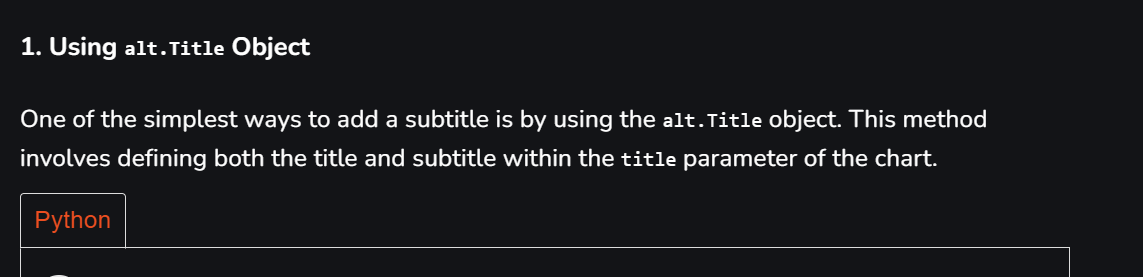 1. Using alt.Title Object
One of the simplest ways to add a subtitle is by using the alt.Title object. This method
involves defining both the title and subtitle within the title parameter of the chart.
Python